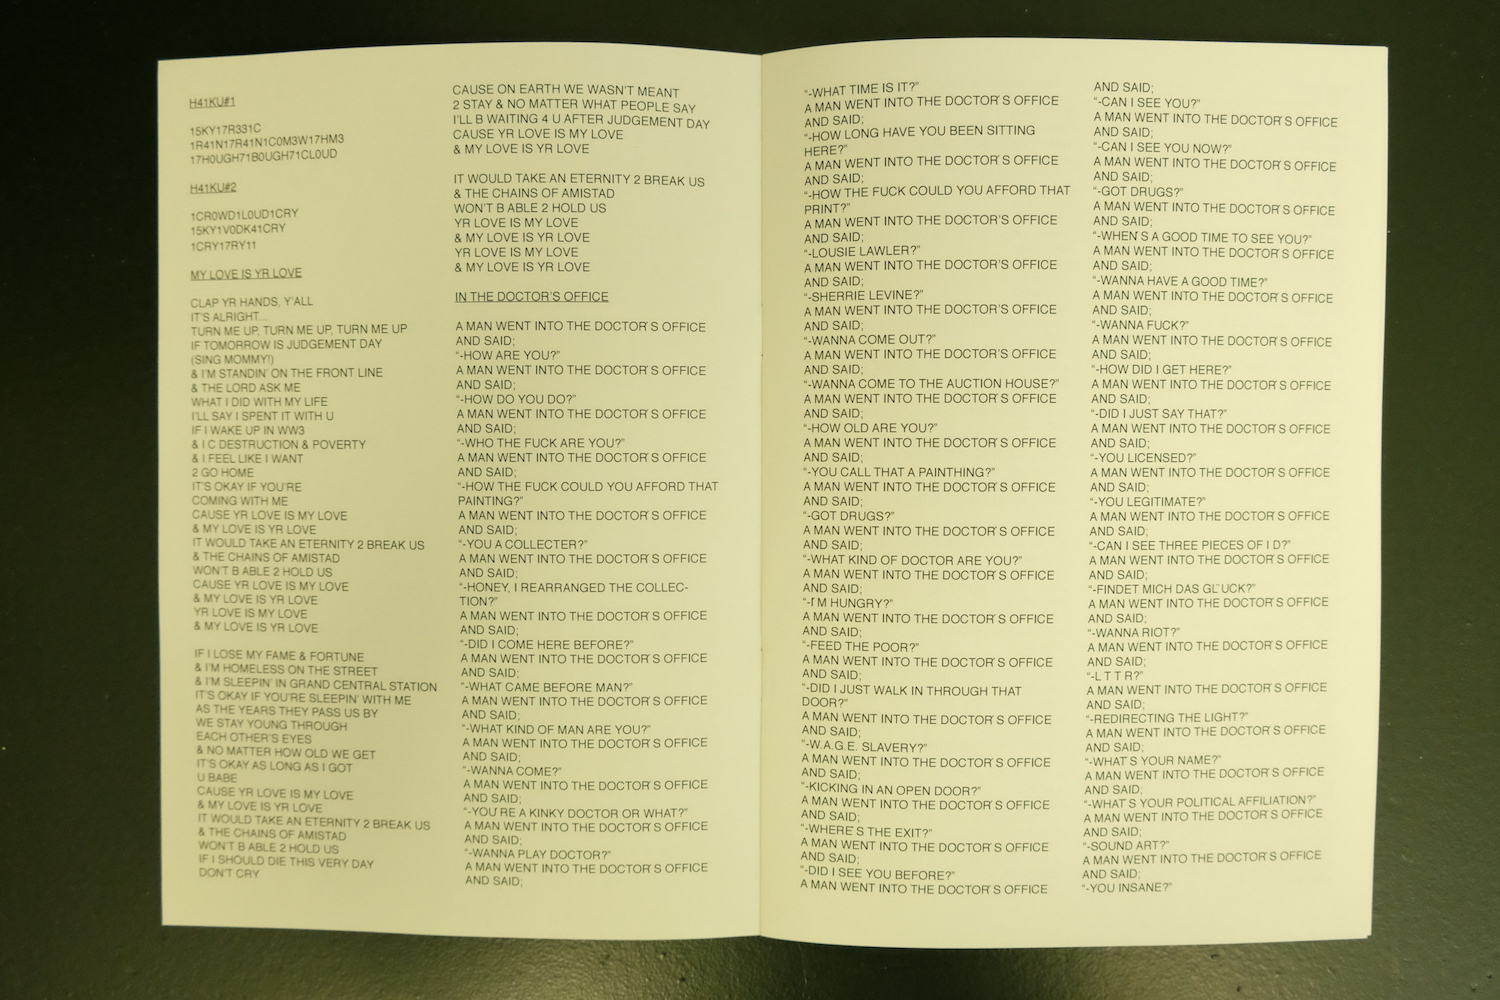 H41KU#1
15KY17R331C
1R41N17R41N1C0M3W17HM3
17H0UGH71B0UGH71CL0UD
H41KU#2
1CR0WD1L0UD1CRY
15KY1V0DK41CRY
1CRY17RY11
MY LOVE IS YR LOVE
CLAP YR HANDS, Y'ALL
IT'S ALRIGHT...
TURN ME UP, TURN ME UP, TURN ME UP
IF TOMORROW IS JUDGEMENT DAY
(SING MOMMY!)
& I'M STANDIN' ON THE FRONT LINE
& THE LORD ASK ME
WHAT I DID WITH MY LIFE
I'LL SAY I SPENT IT WITH U
IF I WAKE UP IN WW3
& I C DESTRUCTION & POVERTY
& I FEEL LIKE I WANT
2 GO HOME
IT'S OKAY IF YOU'RE
COMING WITH ME
CAUSE YR LOVE IS MY LOVE
& MY LOVE IS YR LOVE
IT WOULD TAKE AN ETERNITY 2 BREAK US
& THE CHAINS OF AMISTAD
WON'T B ABLE 2 HOLD US
CAUSE YR LOVE IS MY LOVE
& MY LOVE IS YR LOVE
YR LOVE IS MY LOVE
& MY LOVE IS YR LOVE
IF I LOSE MY FAME & FORTUNE
& I'M HOMELESS ON THE STREET
& I'M SLEEPIN' IN GRAND CENTRAL STATION
IT'S OKAY IF YOU'RE SLEEPIN' WITH ME
AS THE YEARS THEY PASS US BY
WE STAY YOUNG THROUGH
EACH OTHER'S EYES
& NO MATTER HOW OLD WE GET
IT'S OKAY AS LONG AS I GOT
U BABE
CAUSE YR LOVE IS MY LOVE
& MY LOVE IS YR LOVE
IT WOULD TAKE AN ETERNITY 2 BREAK US
& THE CHAINS OF AMISTAD
WON'T B ABLE 2 HOLD US
IF I SHOULD DIE THIS VERY DAY
DON'T CRY
CAUSE ON EARTH WE WASN'T MEANT
2 STAY & NO MATTER WHAT PEOPLE SAY
I'LL B WAITING 4 U AFTER JUDGEMENT DAY
CAUSE YR LOVE IS MY LOVE
& MY LOVE IS YR LOVE
IT WOULD TAKE AN ETERNITY 2 BREAK US
& THE CHAINS OF AMISTAD
WON'T B ABLE 2 HOLD US
YR LOVE IS MY LOVE
& MY LOVE IS YR LOVE
YR LOVE IS MY LOVE
& MY LOVE IS YR LOVE
IN THE DOCTOR'S OFFICE
A MAN WENT INTO THE DOCTOR'S OFFICE
AND SAID;
“-HOW ARE YOU?”
A MAN WENT INTO THE DOCTOR'S OFFICE
AND SAID;
“-HOW DO YOU DO?”
A MAN WENT INTO THE DOCTOR'S OFFICE
AND SAID;
“-WHO THE FUCK ARE YOU?”
A MAN WENT INTO THE DOCTOR'S OFFICE
AND SAID;
“-HOW THE FUCK COULD YOU AFFORD THAT
PAINTING?”
A MAN WENT INTO THE DOCTOR'S OFFICE
AND SAID;
“-YOU A COLLECTER?”
A MAN WENT INTO THE DOCTOR'S OFFICE
AND SAID;
“-HONEY, I REARRANGED THE COLLEC-
TION?”
A MAN WENT INTO THE DOCTOR'S OFFICE
AND SAID;
“-DID I COME HERE BEFORE?”
A MAN WENT INTO THE DOCTOR'S OFFICE
AND SAID;
“-WHAT CAME BEFORE MAN?”
A MAN WENT INTO THE DOCTOR'S OFFICE
AND SAID;
“-WHAT KIND OF MAN ARE YOU?”
A MAN WENT INTO THE DOCTOR'S OFFICE
AND SAID;
“-WANNA COME?”
A MAN WENT INTO THE DOCTOR'S OFFICE
AND SAID;
“-YOU'RE A KINKY DOCTOR OR WHAT?”
A MAN WENT INTO THE DOCTOR'S OFFICE
AND SAID;
“-WANNA PLAY DOCTOR?”
A MAN WENT INTO THE DOCTOR'S OFFICE
AND SAID;
“-WHAT TIME IS IT?”
A MAN WENT INTO THE DOCTOR'S OFFICE
AND SAID;
“-HOW LONG HAVE YOU BEEN SITTING
HERE?”
A MAN WENT INTO THE DOCTOR'S OFFICE
AND SAID;
“-HOW THE FUCK COULD YOU AFFORD THAT
PRINT?”
A MAN WENT INTO THE DOCTOR'S OFFICE
AND SAID;
“-LOUSIE LAWLER?”
A MAN WENT INTO THE DOCTOR'S OFFICE
AND SAID;
“-SHERRIE LEVINE?”
A MAN WENT INTO THE DOCTOR'S OFFICE
AND SAID;
“-WANNA COME OUT?”
A MAN WENT INTO THE DOCTOR'S OFFICE
AND SAID;
“-WANNA COME TO THE AUCTION HOUSE?”
A MAN WENT INTO THE DOCTOR'S OFFICE
AND SAID;
“-HOW OLD ARE YOU?”
A MAN WENT INTO THE DOCTOR'S OFFICE
AND SAID;
“-YOU CALL THAT A PAINTHING?”
A MAN WENT INTO THE DOCTOR'S OFFICE
AND SAID;
“-GOT DRUGS?”
A MAN WENT INTO THE DOCTOR'S OFFICE
AND SAID;
“-WHAT KIND OF DOCTOR ARE YOU?”
A MAN WENT INTO THE DOCTOR'S OFFICE
AND SAID;
“-I'M HUNGRY?”
A MAN WENT INTO THE DOCTOR'S OFFICE
AND SAID;
“-FEED THE POOR?”
A MAN WENT INTO THE DOCTOR'S OFFICE
AND SAID;
“-DID I JUST WALK IN THROUGH THAT
DOOR?”
A MAN WENT INTO THE DOCTOR'S OFFICE
AND SAID;
“-W.A.G.E. SLAVERY?”
A MAN WENT INTO THE DOCTOR'S OFFICE
AND SAID;
“-KICKING IN AN OPEN DOOR?”
A MAN WENT INTO THE DOCTOR'S OFFICE
AND SAID;
“-WHERE'S THE EXIT?”
A MAN WENT INTO THE DOCTOR'S OFFICE
AND SAID;
“-DID I SEE YOU BEFORE?”
A MAN WENT INTO THE DOCTOR'S OFFICE
AND SAID;
“-CAN I SEE YOU?”
A MAN WENT INTO THE DOCTOR'S OFFICE
AND SAID;
“-CAN I SEE YOU NOW?”
A MAN WENT INTO THE DOCTOR'S OFFICE
AND SAID;
“-GOT DRUGS?”
A MAN WENT INTO THE DOCTOR'S OFFICE
AND SAID;
“-WHEN'S A GOOD TIME TO SEE YOU?”
A MAN WENT INTO THE DOCTOR'S OFFICE
AND SAID;
“-WANNA HAVE A GOOD TIME?”
A MAN WENT INTO THE DOCTOR'S OFFICE
AND SAID;
“-WANNA FUCK?”
A MAN WENT INTO THE DOCTOR'S OFFICE
AND SAID;
“-HOW DID I GET HERE?”
A MAN WENT INTO THE DOCTOR'S OFFICE
AND SAID;
“-DID I JUST SAY THAT?”
A MAN WENT INTO THE DOCTOR'S OFFICE
AND SAID;
“-YOU LICENSED?”
A MAN WENT INTO THE DOCTOR'S OFFICE
AND SAID;
“-YOU LEGITIMATE?”
A MAN WENT INTO THE DOCTOR'S OFFICE
AND SAID;
“-CAN I SEE THREE PIECES OF I D?”
A MAN WENT INTO THE DOCTOR'S OFFICE
AND SAID;
“-FINDET MICH DAS GL¨UCK?”
A MAN WENT INTO THE DOCTOR'S OFFICE
AND SAID;
“-WANNA RIOT?”
A MAN WENT INTO THE DOCTOR'S OFFICE
AND SAID;
“-L T T R?”
A MAN WENT INTO THE DOCTOR'S OFFICE
AND SAID;
“-REDIRECTING THE LIGHT?”
A MAN WENT INTO THE DOCTOR'S OFFICE
AND SAID;
“-WHAT'S YOUR NAME?”
A MAN WENT INTO THE DOCTOR'S OFFICE
AND SAID;
“-WHAT'S YOUR POLITICAL AFFILIATION?”
A MAN WENT INTO THE DOCTOR'S OFFICE
AND SAID;
“-SOUND ART?”
A MAN WENT INTO THE DOCTOR'S OFFICE
AND SAID;
“-YOU INSANE?”